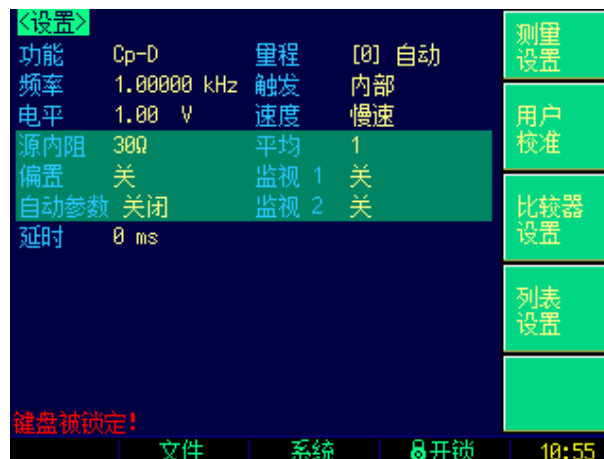 <设置>
功能 Cp-D 量程 [0] 自动
频率 1.00000 kHz 触发 内部
电平 1.00 V 速度 慢速
源内阻 30Ω 平均 1
偏置 关 监视 1 关
自动参数 关闭 监视 2 关
延时 0 ms
键盘被锁定!
测量
设置
用户
校准
比较器
设置
列表
设置
文件 系统 8开锁 10:55